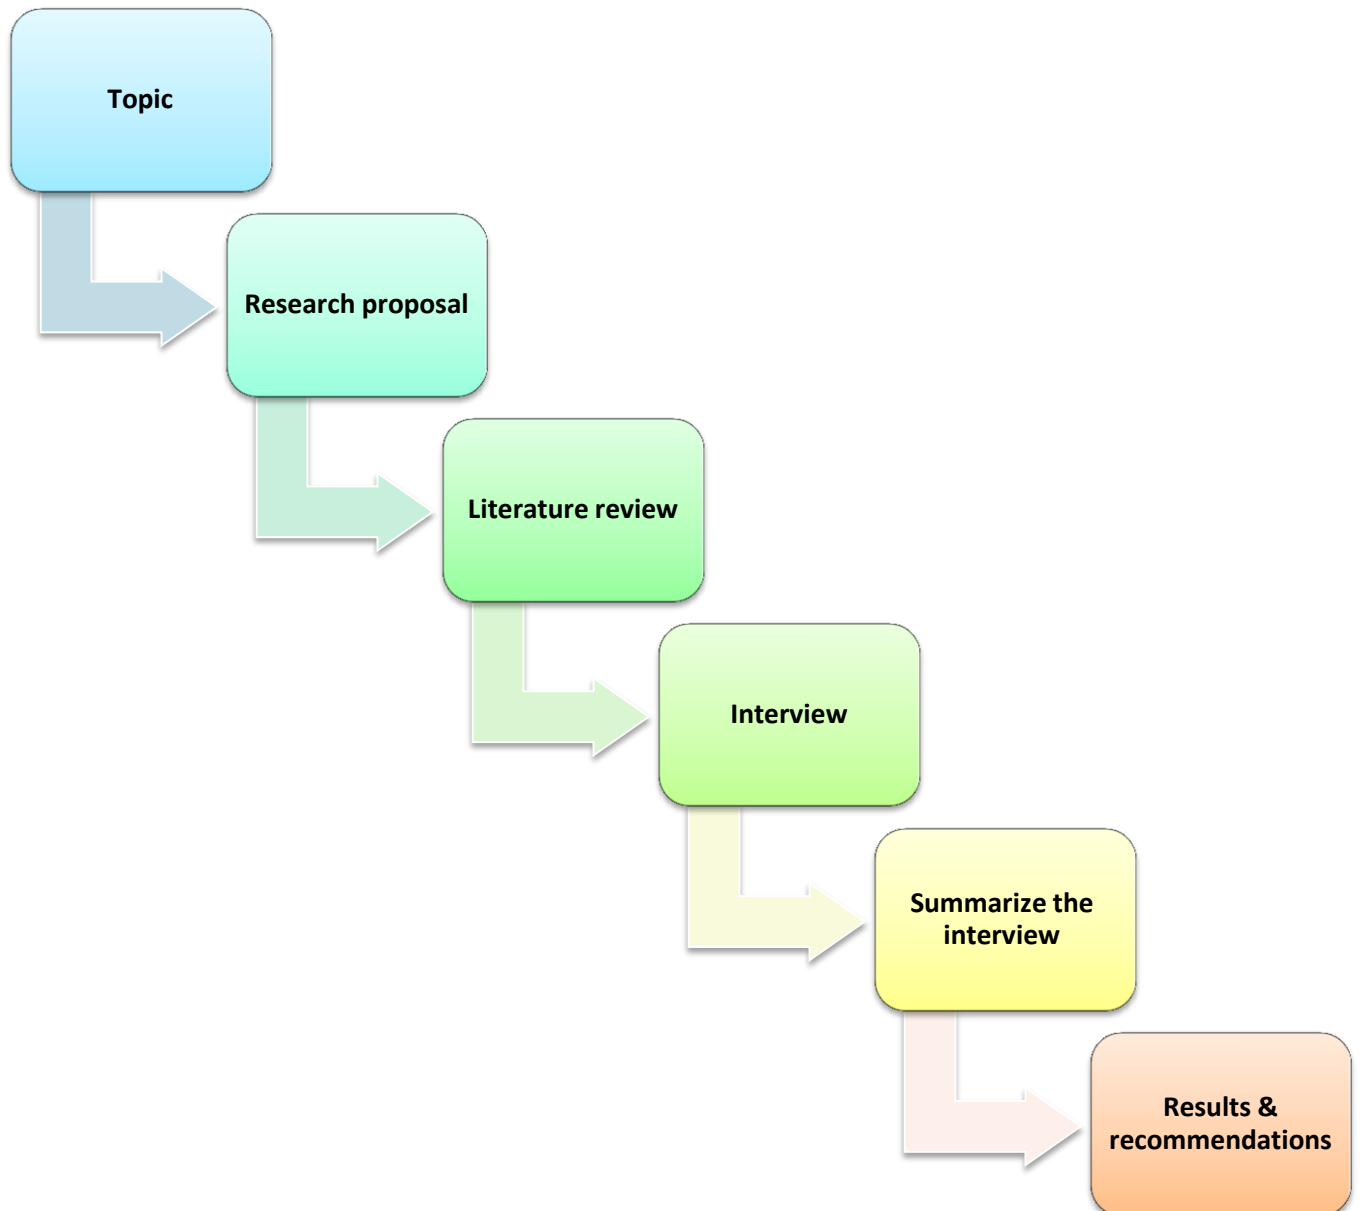 Topic
Research proposal
Literature review
Interview
Summarize the
interview
Results &
recommendations